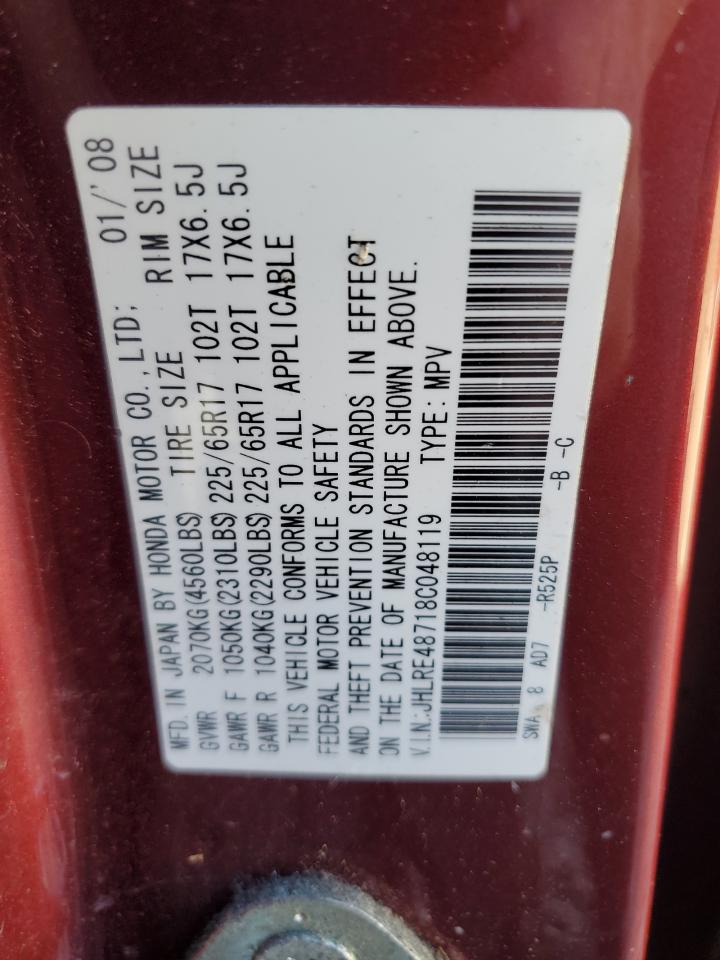 MFD. IN JAPAN BY HONDA MOTOR CO., LTD; 01/'08
GVWR 2070KG(4560LBS) TIRE SIZE RIM SIZE
GAWR F 1050KG(2310LBS) 225/65R17 102T 17X6.5J
GAWR R 1040KG(2290LBS) 225/65R17 102T 17X6.5J
THIS VEHICLE CONFORMS TO ALL APPLICABLE
FEDERAL MOTOR VEHICLE SAFETY
AND THEFT PREVENTION STANDARDS IN EFFECT
ON THE DATE OF MANUFACTURE SHOWN ABOVE.
V.I.N.:JHLRE48718C048119 TYPE:MPV
SWA 8 AD7 -R525P -B -C